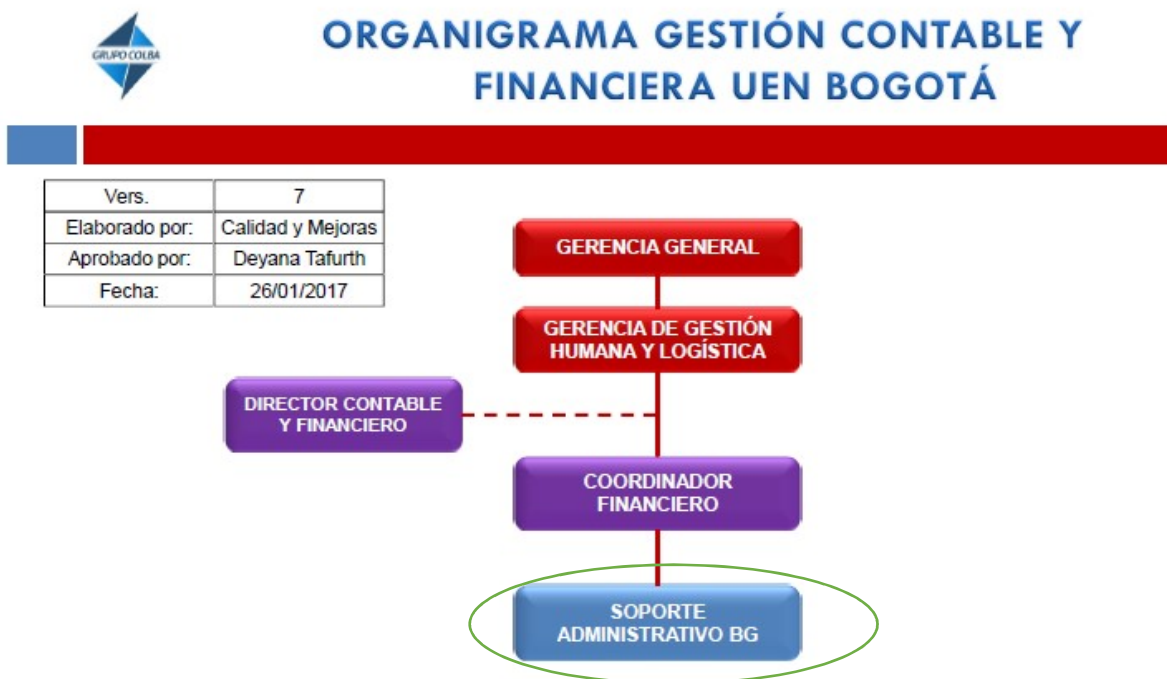 GRUPO COLBA
ORGANIGRAMA GESTIÓN CONTABLE Y
FINANCIERA UEN BOGOTÁ
Vers. 7
Elaborado por: Calidad y Mejoras
Aprobado por: Deyana Tafurth
Fecha: 26/01/2017
GERENCIA GENERAL
GERENCIA DE GESTIÓN
HUMANA Y LOGÍSTICA
DIRECTOR CONTABLE
Y FINANCIERO
COORDINADOR
FINANCIERO
SOPORTE
ADMINISTRATIVO BG